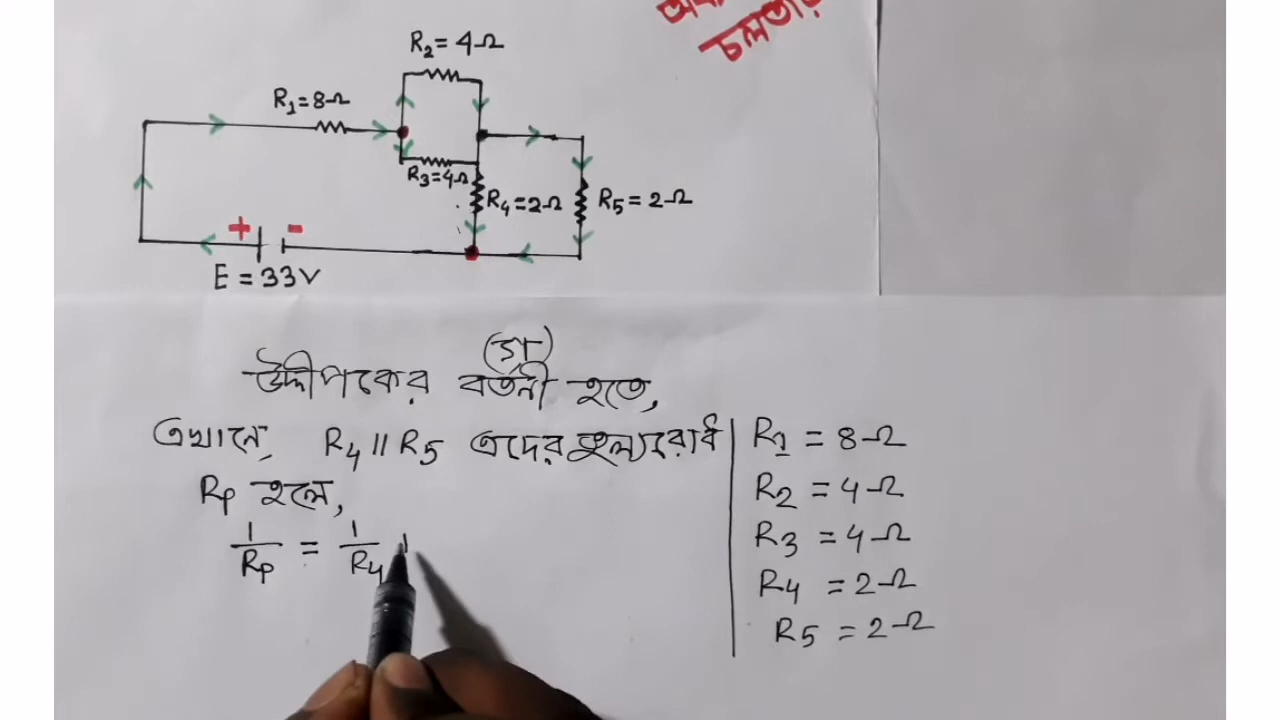 চলতড়ি
R₂ = 4Ω
R₁ = 8Ω
R₃ = 4Ω
R₄ = 2Ω
R₅ = 2Ω
+ -
E = 33V
(গ)
উদ্দীপকের বর্তনী হতে,
এখানে, R₄ || R₅ এদের তুল্যরোধ
Rp হলে,
1/Rp = 1/R₄
R₁ = 8Ω
R₂ = 4Ω
R₃ = 4Ω
R₄ = 2Ω
R₅ = 2Ω